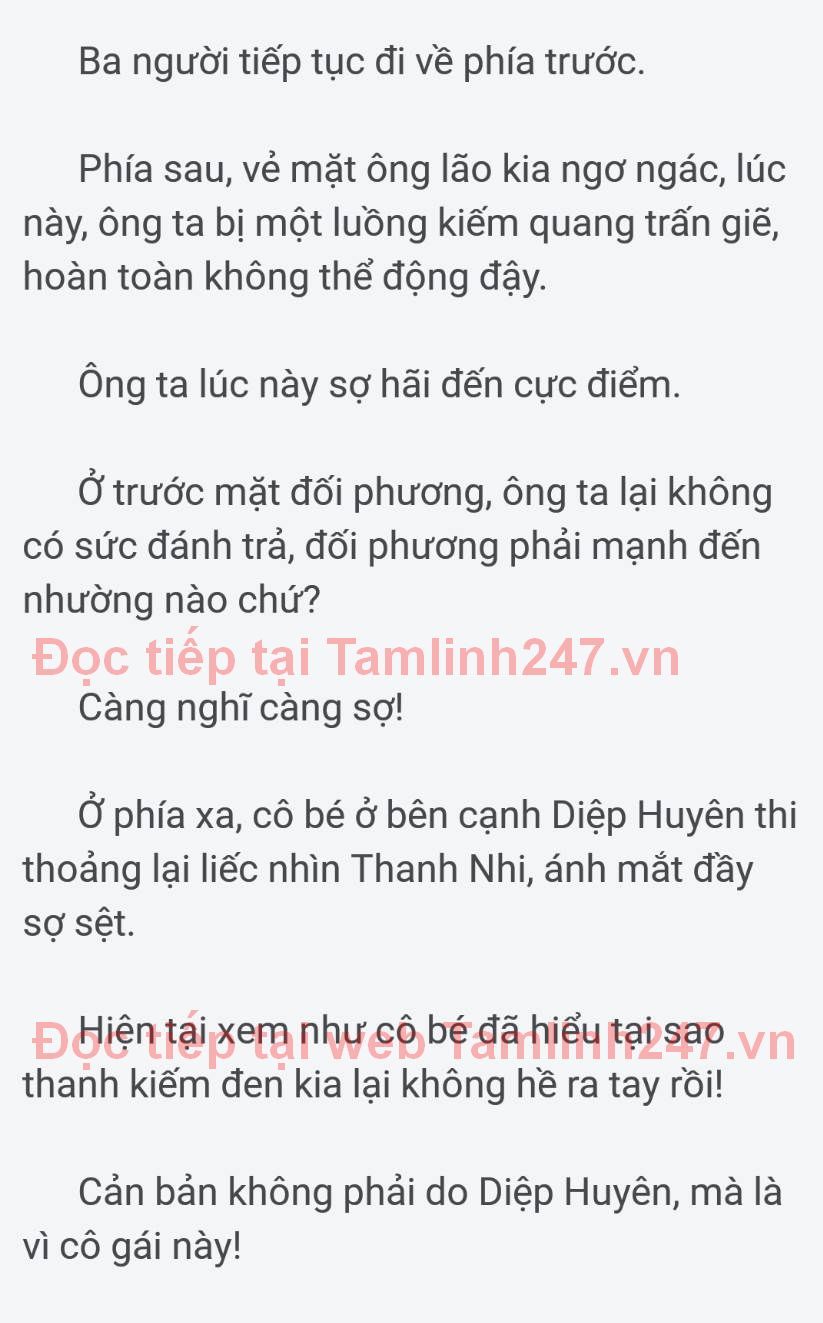 Ba người tiếp tục đi về phía trước.
Phía sau, vẻ mặt ông lão kia ngơ ngác, lúc
này, ông ta bị một luồng kiếm quang trấn giẽ,
hoàn toàn không thể động đậy.
Ông ta lúc này sợ hãi đến cực điểm.
Ở trước mặt đối phương, ông ta lại không
có sức đánh trả, đối phương phải mạnh đến
nhường nào chứ?
Đọc tiếp tại Tamlinh247.vn
Càng nghĩ càng sợ!
Ở phía xa, cô bé ở bên cạnh Diệp Huyên thi
thoảng lại liếc nhìn Thanh Nhi, ánh mắt đầy
sợ sệt.
Hiện tại xem như cô bé đã hiểu tại sao
Đọc tiếp tại web Tamlinh247.vn
thanh kiếm đen kia lại không hề ra tay rồi!
Cản bản không phải do Diệp Huyên, mà là
vì cô gái này!